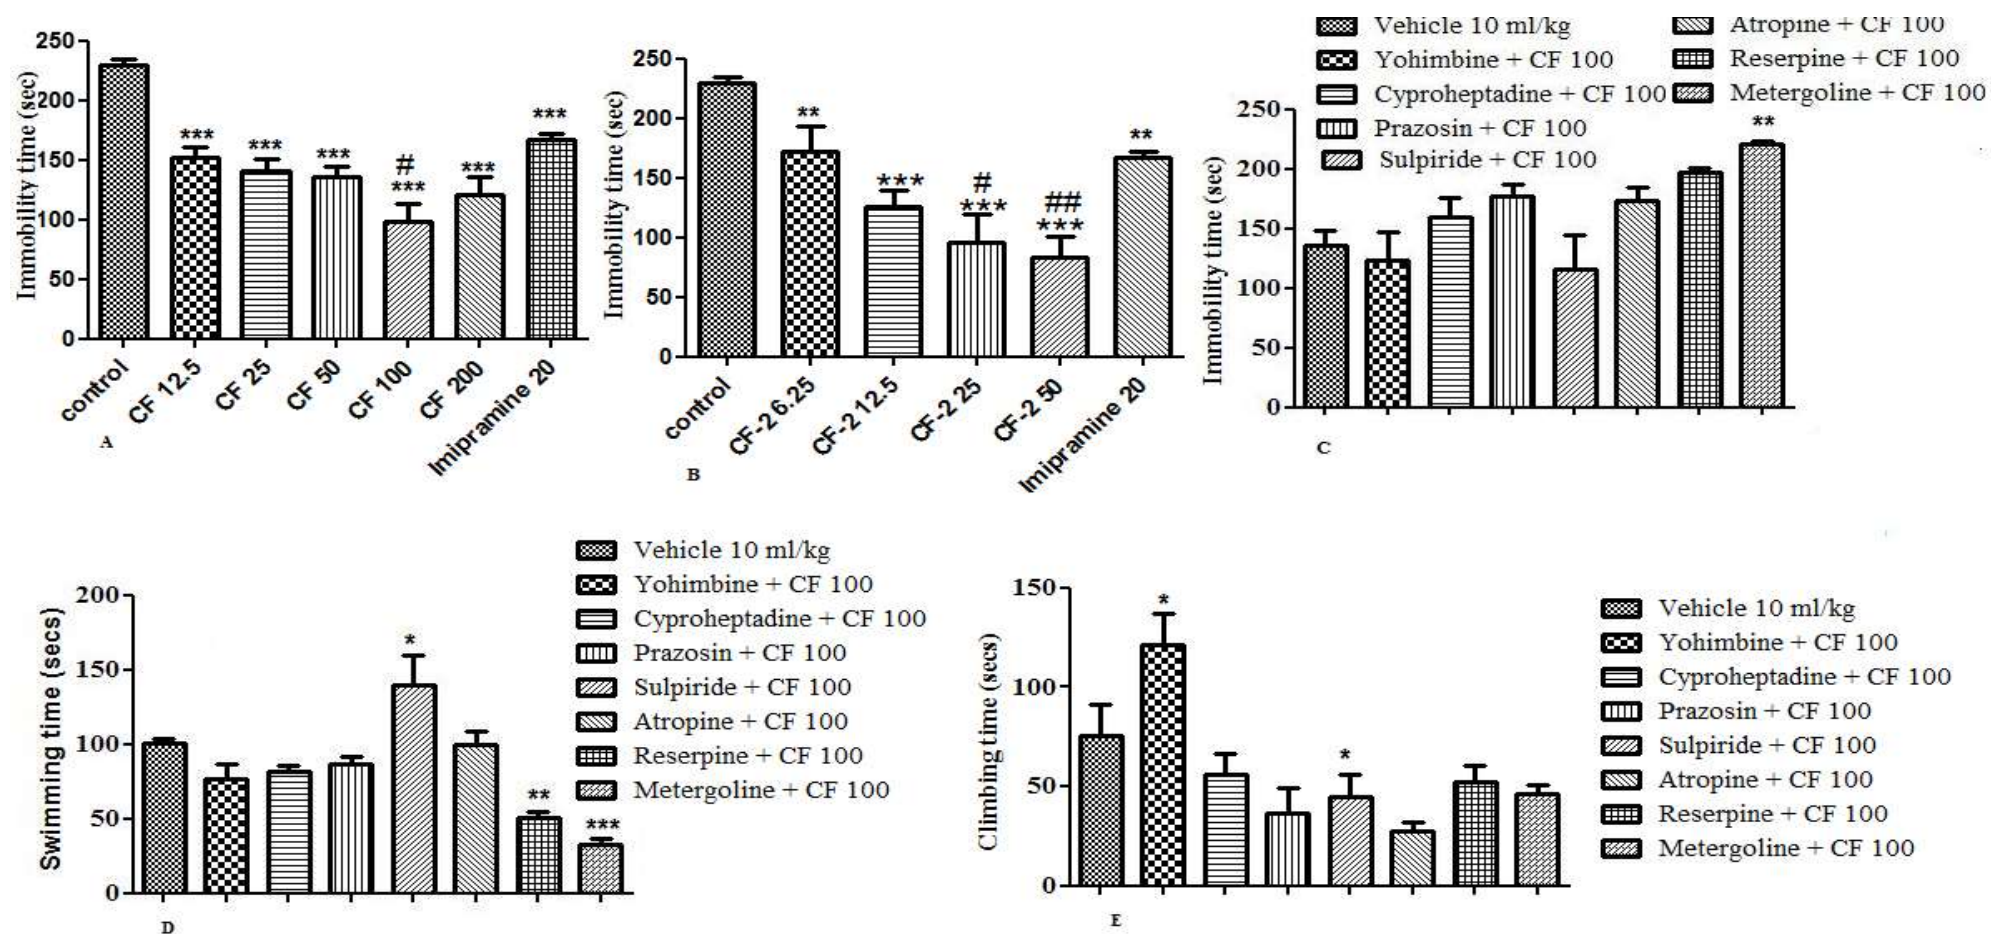 250
200
150
100
50
0
Immobility time (sec)
***
***
***
#
***
***
***
control
CF 12.5
CF 25
CF 50
CF 100
CF 200
Imipramine 20
A
250
200
150
100
50
0
Immobility time (sec)
**
***
#
***
##
***
**
control
CF-2 6.25
CF-2 12.5
CF-2 25
CF-2 50
Imipramine 20
B
Vehicle 10 ml/kg
Yohimbine + CF 100
Cyproheptadine + CF 100
Prazosin + CF 100
Sulpiride + CF 100
Atropine + CF 100
Reserpine + CF 100
Metergoline + CF 100
250
200
150
100
50
0
Immobility time (sec)
**
C
200
150
100
50
0
Swimming time (secs)
*
**
***
Vehicle 10 ml/kg
Yohimbine + CF 100
Cyproheptadine + CF 100
Prazosin + CF 100
Sulpiride + CF 100
Atropine + CF 100
Reserpine + CF 100
Metergoline + CF 100
D
150
100
50
0
Climbing time (secs)
*
*
Vehicle 10 ml/kg
Yohimbine + CF 100
Cyproheptadine + CF 100
Prazosin + CF 100
Sulpiride + CF 100
Atropine + CF 100
Reserpine + CF 100
Metergoline + CF 100
E